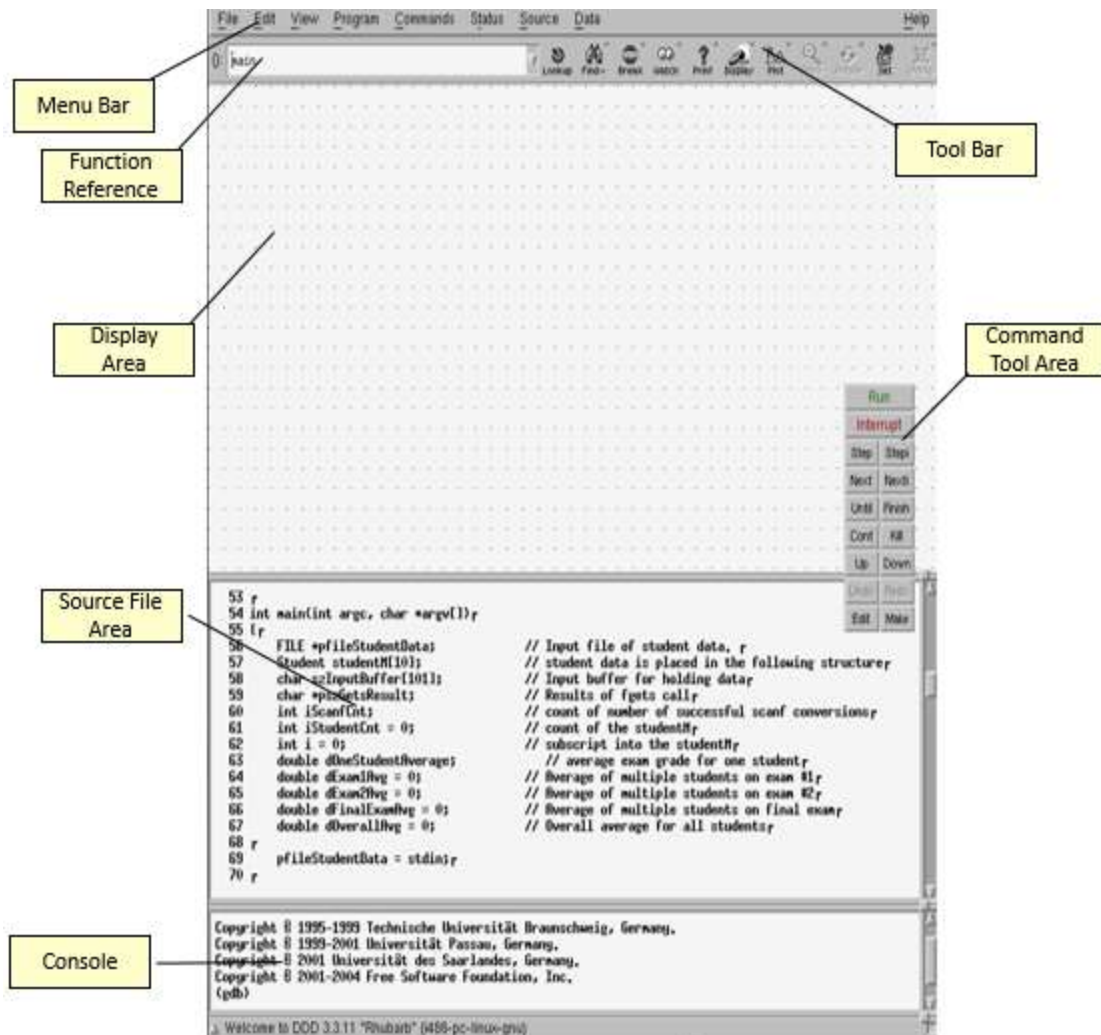 File Edit View Program Commands Status Source Data Help
(): main
Lookup Find» Break Watch Print Display Plot Set
Menu Bar
Function
Reference
Tool Bar
Display
Area
Command
Tool Area
Run
Interrupt
Step Stepi
Next Nexti
Until Finish
Cont Kill
Up Down
Undo Redo
Edit Make
Source File
Area
53
54 int main(int argc, char *argv[])
55 {
56 FILE *pfileStudentData; // Input file of student data,
57 Student studentM[10]; // student data is placed in the following structure
58 char szInputBuffer[101]; // Input buffer for holding data
59 char *pszGetsResult; // Results of fgets call
60 int iScanfCnt; // count of number of successful scanf conversions
61 int iStudentCnt = 0; // count of the studentM
62 int i = 0; // subscript into the studentM
63 double dOneStudentAverage; // average exam grade for one student
64 double dExam1Avg = 0; // Average of multiple students on exam #1
65 double dExam2Avg = 0; // Average of multiple students on exam #2
66 double dFinalExamAvg = 0; // Average of multiple students on final exam
67 double dOverallAvg = 0; // Overall average for all students
68
69 pfileStudentData = stdin;
70
Console
Copyright © 1995-1999 Technische Universität Braunschweig, Germany.
Copyright © 1999-2001 Universität Passau, Germany.
Copyright © 2001 Universität des Saarlandes, Germany.
Copyright © 2001-2004 Free Software Foundation, Inc.
(gdb)
Welcome to DDD 3.3.11 "Rhubarb" (i486-pc-linux-gnu)